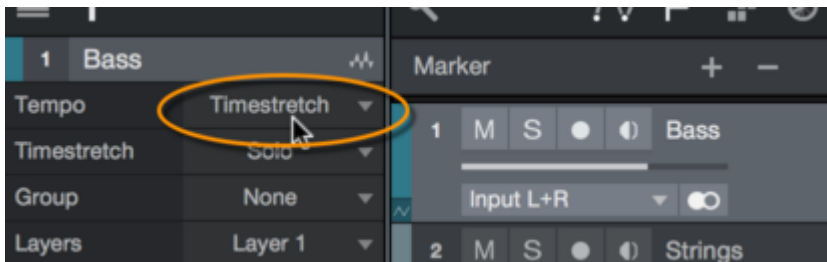 1 Bass
Tempo Timestretch
Timestretch Solo
Group None
Layers Layer 1
Marker + −
1 M S Bass
Input L+R
2 M S Strings